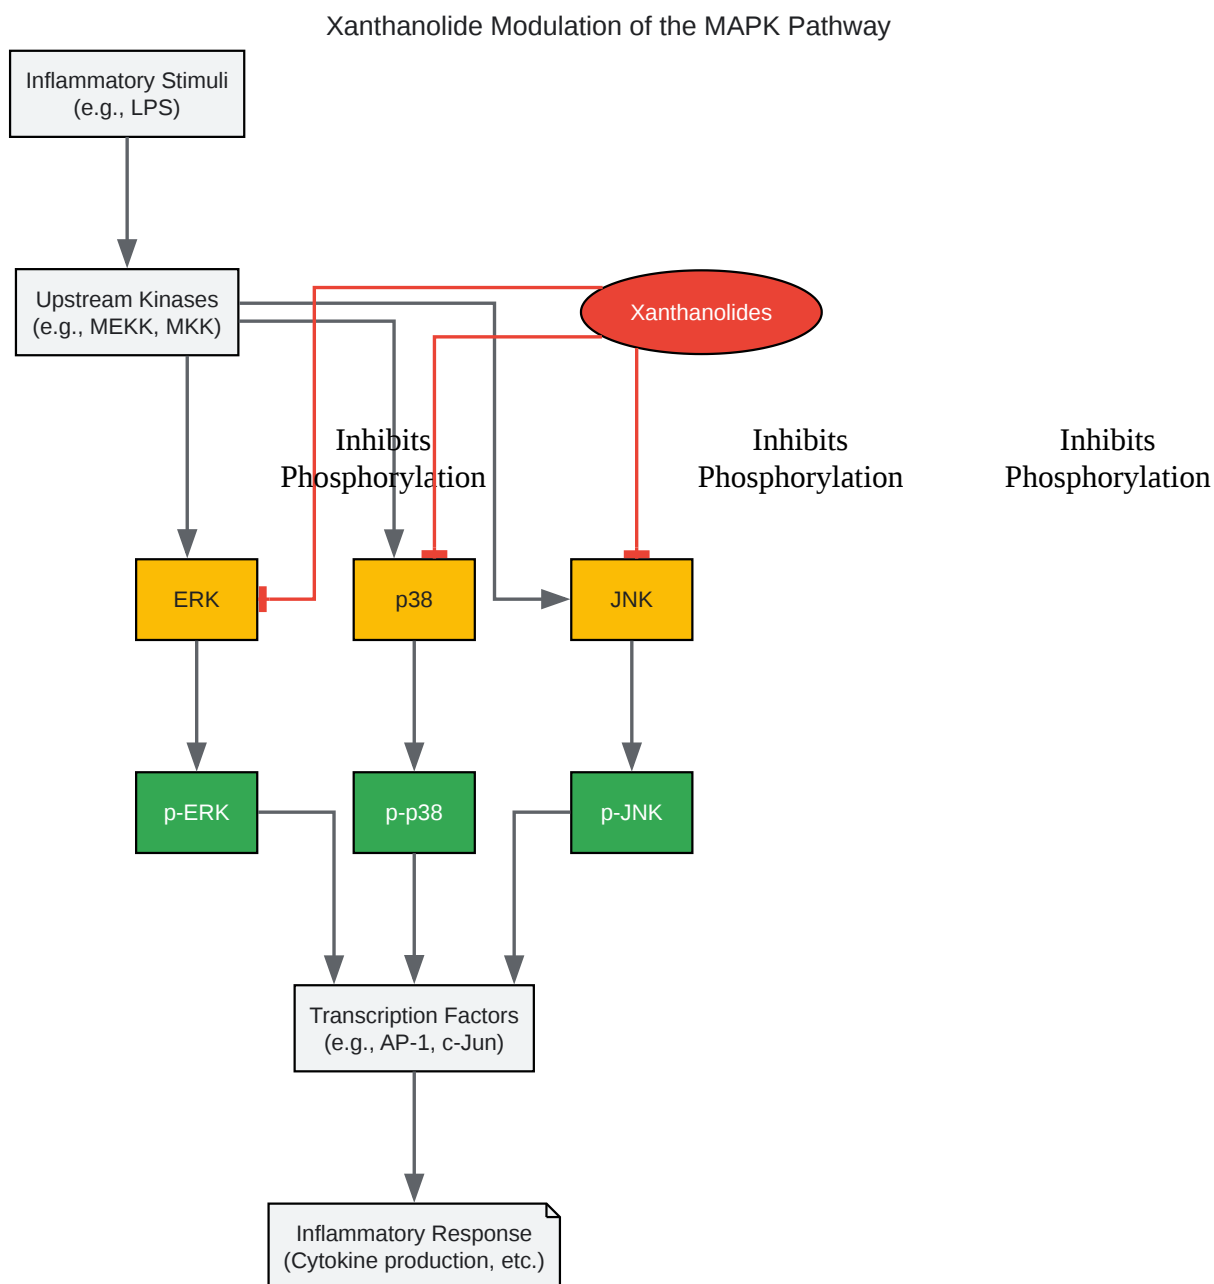 Xanthanolide Modulation of the MAPK Pathway
Inflammatory Stimuli
(e.g., LPS)
Upstream Kinases
(e.g., MEKK, MKK)
Xanthanolides
Inhibits
Phosphorylation
Inhibits
Phosphorylation
Inhibits
Phosphorylation
ERK
p38
JNK
p-ERK
p-p38
p-JNK
Transcription Factors
(e.g., AP-1, c-Jun)
Inflammatory Response
(Cytokine production, etc.)